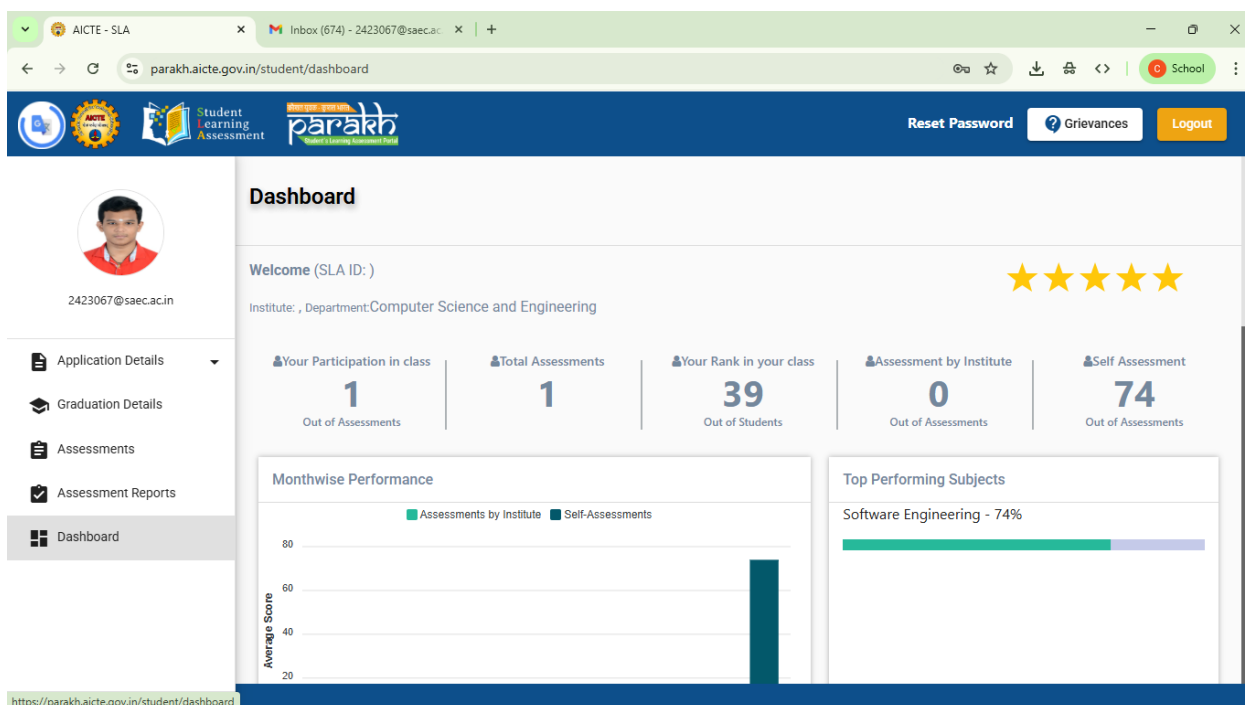 AICTE - SLA
Inbox (674) - 2423067@saec.ac
parakh.aicte.gov.in/student/dashboard
School
AICTE
Student
Learning
Assessment
parakh
Student's Learning Assessment Portal
Reset Password
Grievances
Logout
2423067@saec.ac.in
Application Details
Graduation Details
Assessments
Assessment Reports
Dashboard
Dashboard
Welcome (SLA ID: )
Institute: , Department:Computer Science and Engineering
Your Participation in class
1
Out of Assessments
Total Assessments
1
Your Rank in your class
39
Out of Students
Assessment by Institute
0
Out of Assessments
Self Assessment
74
Out of Assessments
Monthwise Performance
Assessments by Institute Self-Assessments
80
60
40
20
Average Score
Top Performing Subjects
Software Engineering - 74%
https://parakh.aicte.gov.in/student/dashboard